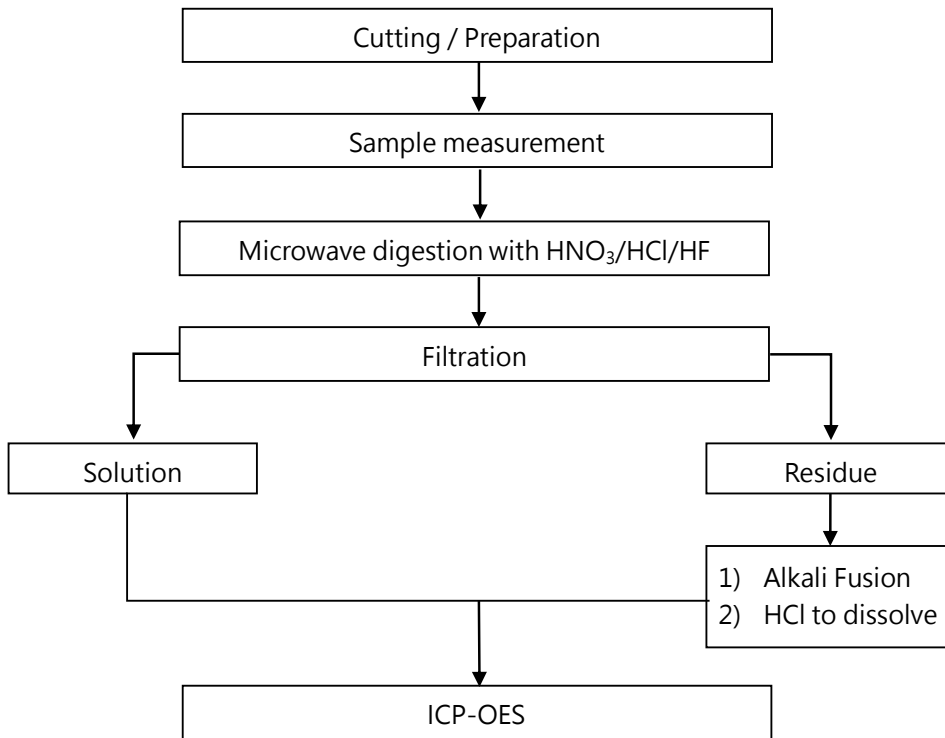 Cutting / Preparation
Sample measurement
Microwave digestion with HNO₃/HCl/HF
Filtration
Solution
Residue
1) Alkali Fusion
2) HCl to dissolve
ICP-OES